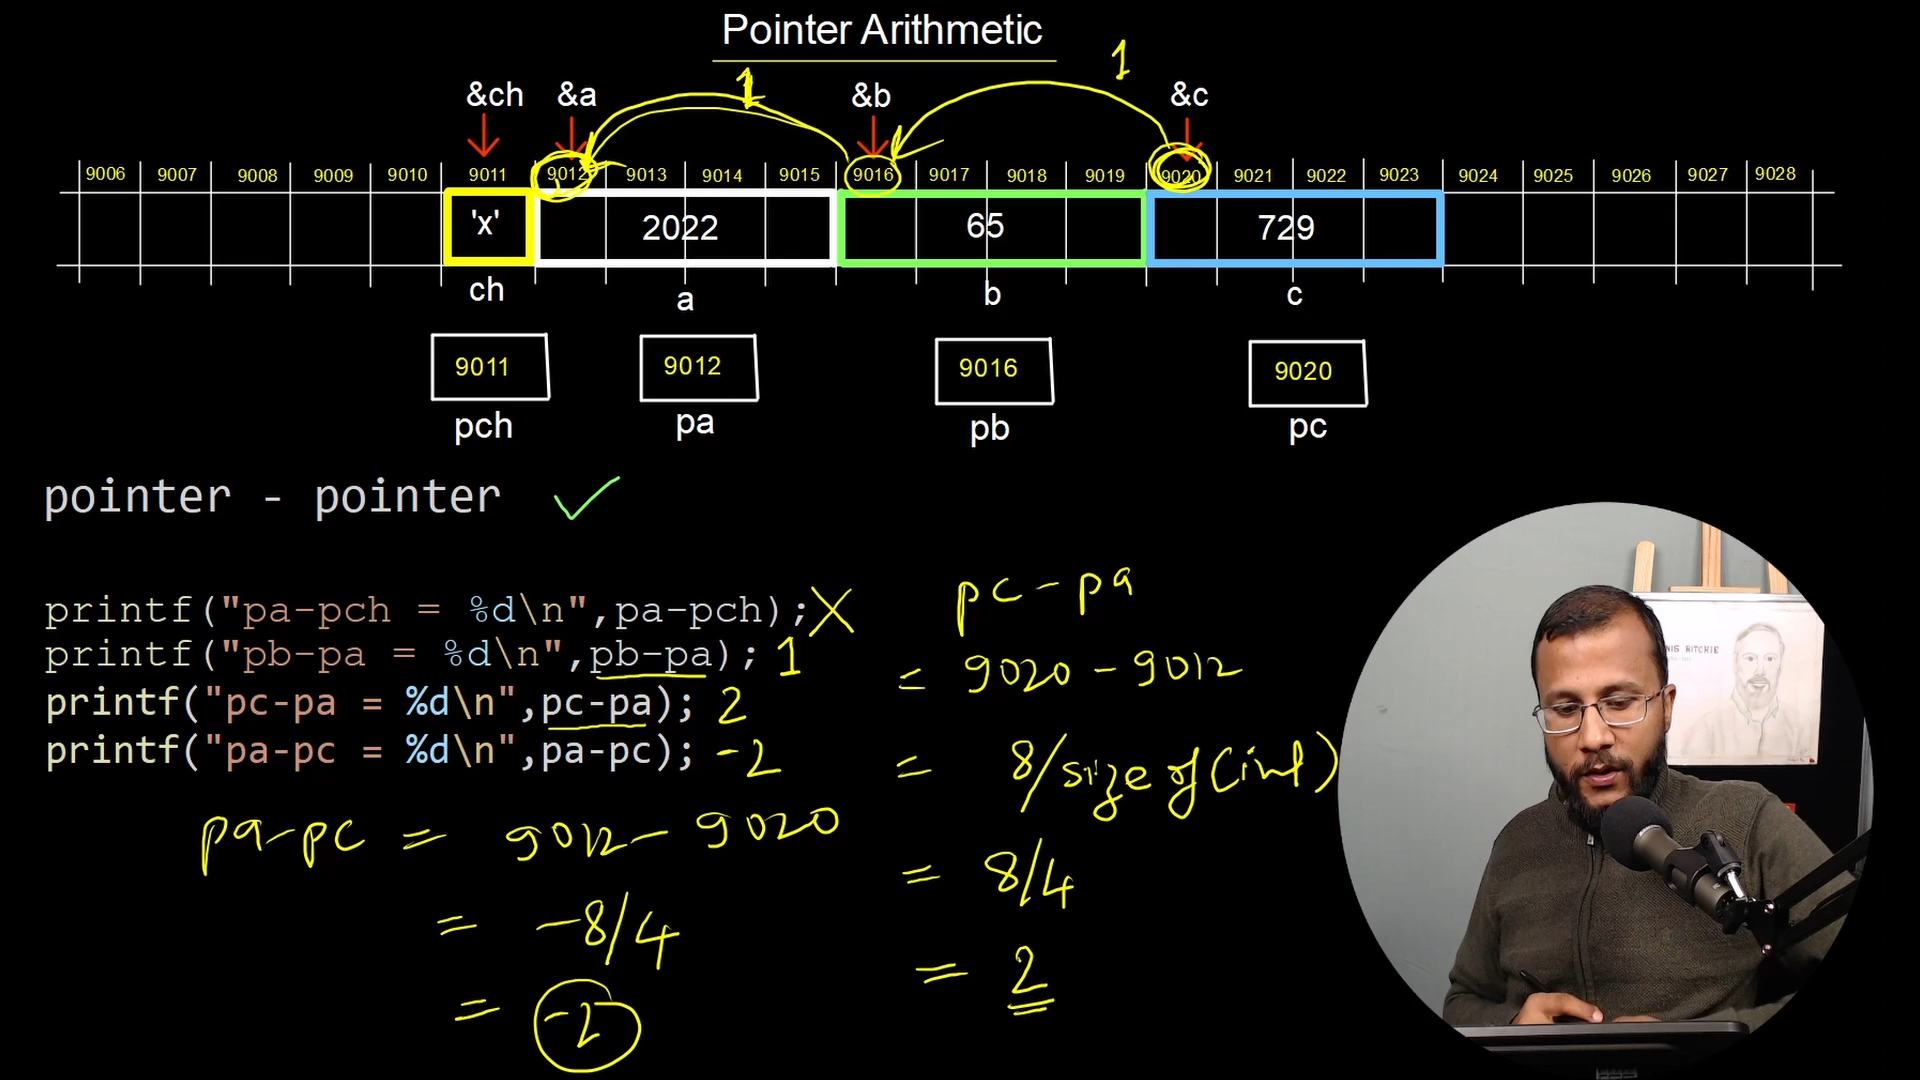 Pointer Arithmetic
1
1
&ch &a &b &c
9006 9007 9008 9009 9010 9011 9012 9013 9014 9015 9016 9017 9018 9019 9020 9021 9022 9023 9024 9025 9026 9027 9028
'x' 2022 65 729
ch a b c
9011 9012 9016 9020
pch pa pb pc
pointer - pointer ✓
printf("pa-pch = %d\n",pa-pch); X
printf("pb-pa = %d\n",pb-pa); 1
printf("pc-pa = %d\n",pc-pa); 2
printf("pa-pc = %d\n",pa-pc); -2
pa-pc = 9012 - 9020
= -8/4
= -2
pc - pa
= 9020 - 9012
= 8/sizeof(int)
= 8/4
= 2
NIS RITCHIE